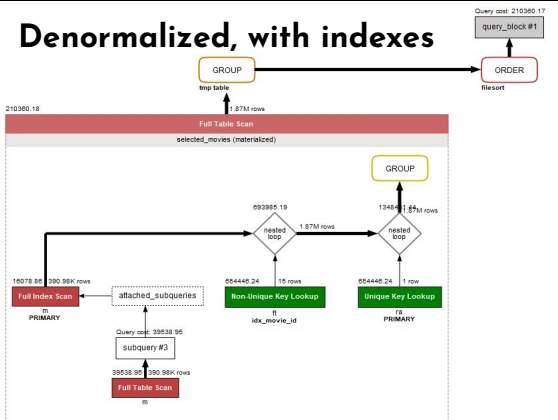 Query cost: 210360.17
query_block #1
Denormalized, with indexes
GROUP
tmp table
ORDER
filesort
210360.18
1.87M rows
Full Table Scan
selected_movies (materialized)
GROUP
693985.19
1.87M rows
1.87M rows
nested
loop
nested
loop
16078.86
390.98K rows
654446.24
15 rows
654446.24
1 row
Full Index Scan
attached_subqueries
Non-Unique Key Lookup
Unique Key Lookup
m
PRIMARY
ft
idx_movie_id
ra
PRIMARY
Query cost: 39538.95
subquery #3
39538.95
390.98K rows
Full Table Scan
m